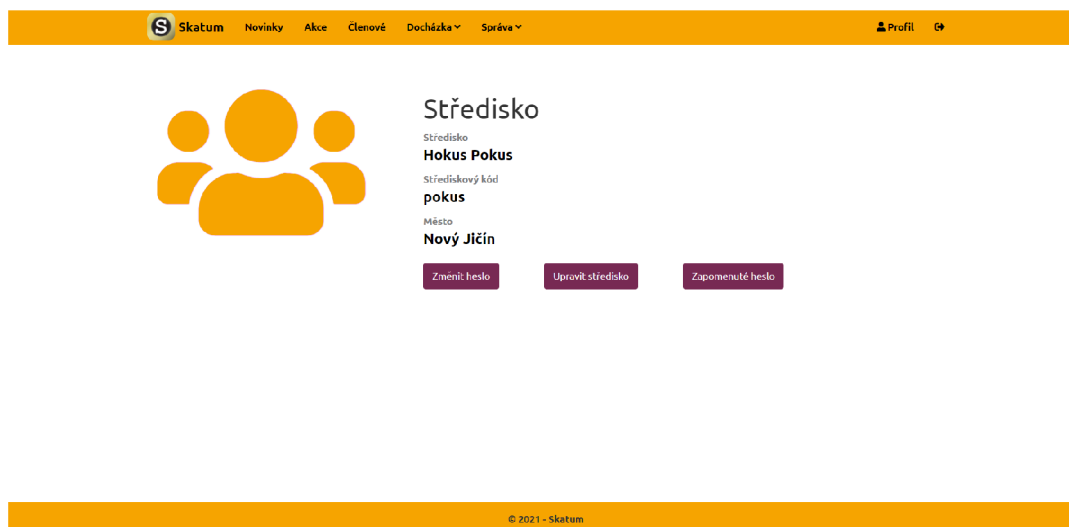 S Skatum Novinky Akce Členové Docházka Správa Profil
Středisko
Středisko
Hokus Pokus
Střediskový kód
pokus
Město
Nový Jičín
Změnit heslo Upravit středisko Zapomenuté heslo
© 2021 - Skatum